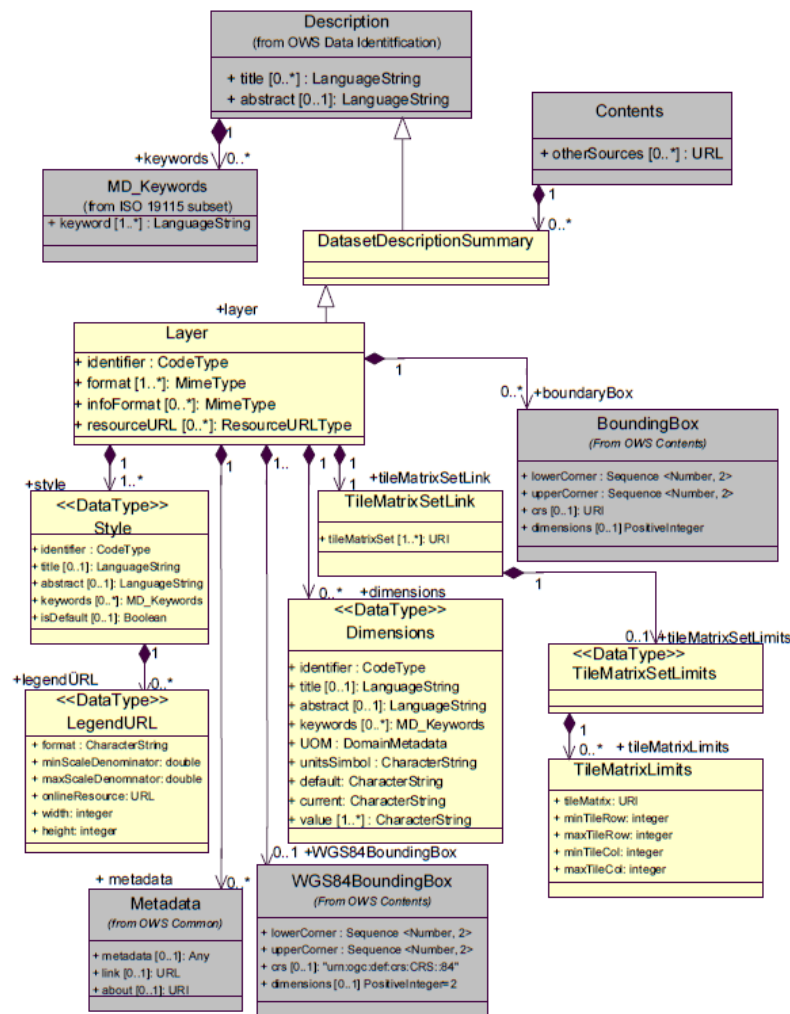 Description
(from OWS Data Identitfication)
+ title [0..*] : LanguageString
+ abstract [0..1]: LanguageString
Contents
+ otherSources [0..*] : URL
1
+keywords
0..*
1
0..*
MD_Keywords
(from ISO 19115 subset)
+ keyword [1..*] : LanguageString
DatasetDescriptionSummary
+layer
Layer
+ identifier : CodeType
+ format [1..*]: MimeType
+ infoFormat [0..*]: MimeType
+ resourceURL [0..*]: ResourceURLType
1
0..*
+boundaryBox
BoundingBox
(From OWS Contents)
+ lowerCorner : Sequence <Number, 2>
+ upperCorner : Sequence <Number, 2>
+ crs [0..1]: URI
+ dimensions [0..1] PositiveInteger
1
1
1..
1
1
+style
1..*
1
+tileMatrixSetLink
<<DataType>>
Style
+ identifier : CodeType
+ title [0..1]: LanguageString
+ abstract [0..1]: LanguageString
+ keywords [0..*]: MD_Keywords
+ isDefault [0..1]: Boolean
TileMatrixSetLink
+ tileMatrixSet [1..*]: URI
1
0..*
+dimensions
<<DataType>>
Dimensions
+ identifier : CodeType
+ title [0..1]: LanguageString
+ abstract [0..1]: LanguageString
+ keywords [0..*]: MD_Keywords
+ UOM : DomainMetadata
+ unitsSimbol : CharacterString
+ default: CharacterString
+ current: CharacterString
+ value [1..*] : CharacterString
0..1
+tileMatrixSetLimits
<<DataType>>
TileMatrixSetLimits
1
+legendURL
0..*
<<DataType>>
LegendURL
+ format : CharacterString
+ minScaleDenominator: double
+ maxScaleDenomnator: double
+ onlineResource: URL
+ width: integer
+ height: integer
1
0..*
+ tileMatrixLimits
TileMatrixLimits
+ tileMatrix: URI
+ minTileRow: integer
+ maxTileRow: integer
+ minTileCol: integer
+ maxTileCol: integer
+ metadata
0..*
0..1
+WGS84BoundingBox
Metadata
(from OWS Common)
+ metadata [0..1]: Any
+ link [0..1]: URL
+ about [0..1]: URI
WGS84BoundingBox
(From OWS Contents)
+ lowerCorner : Sequence <Number, 2>
+ upperCorner : Sequence <Number, 2>
+ crs [0..1]: "urn:ogc:def:crs:CRS::84"
+ dimensions [0..1] PositiveInteger=2